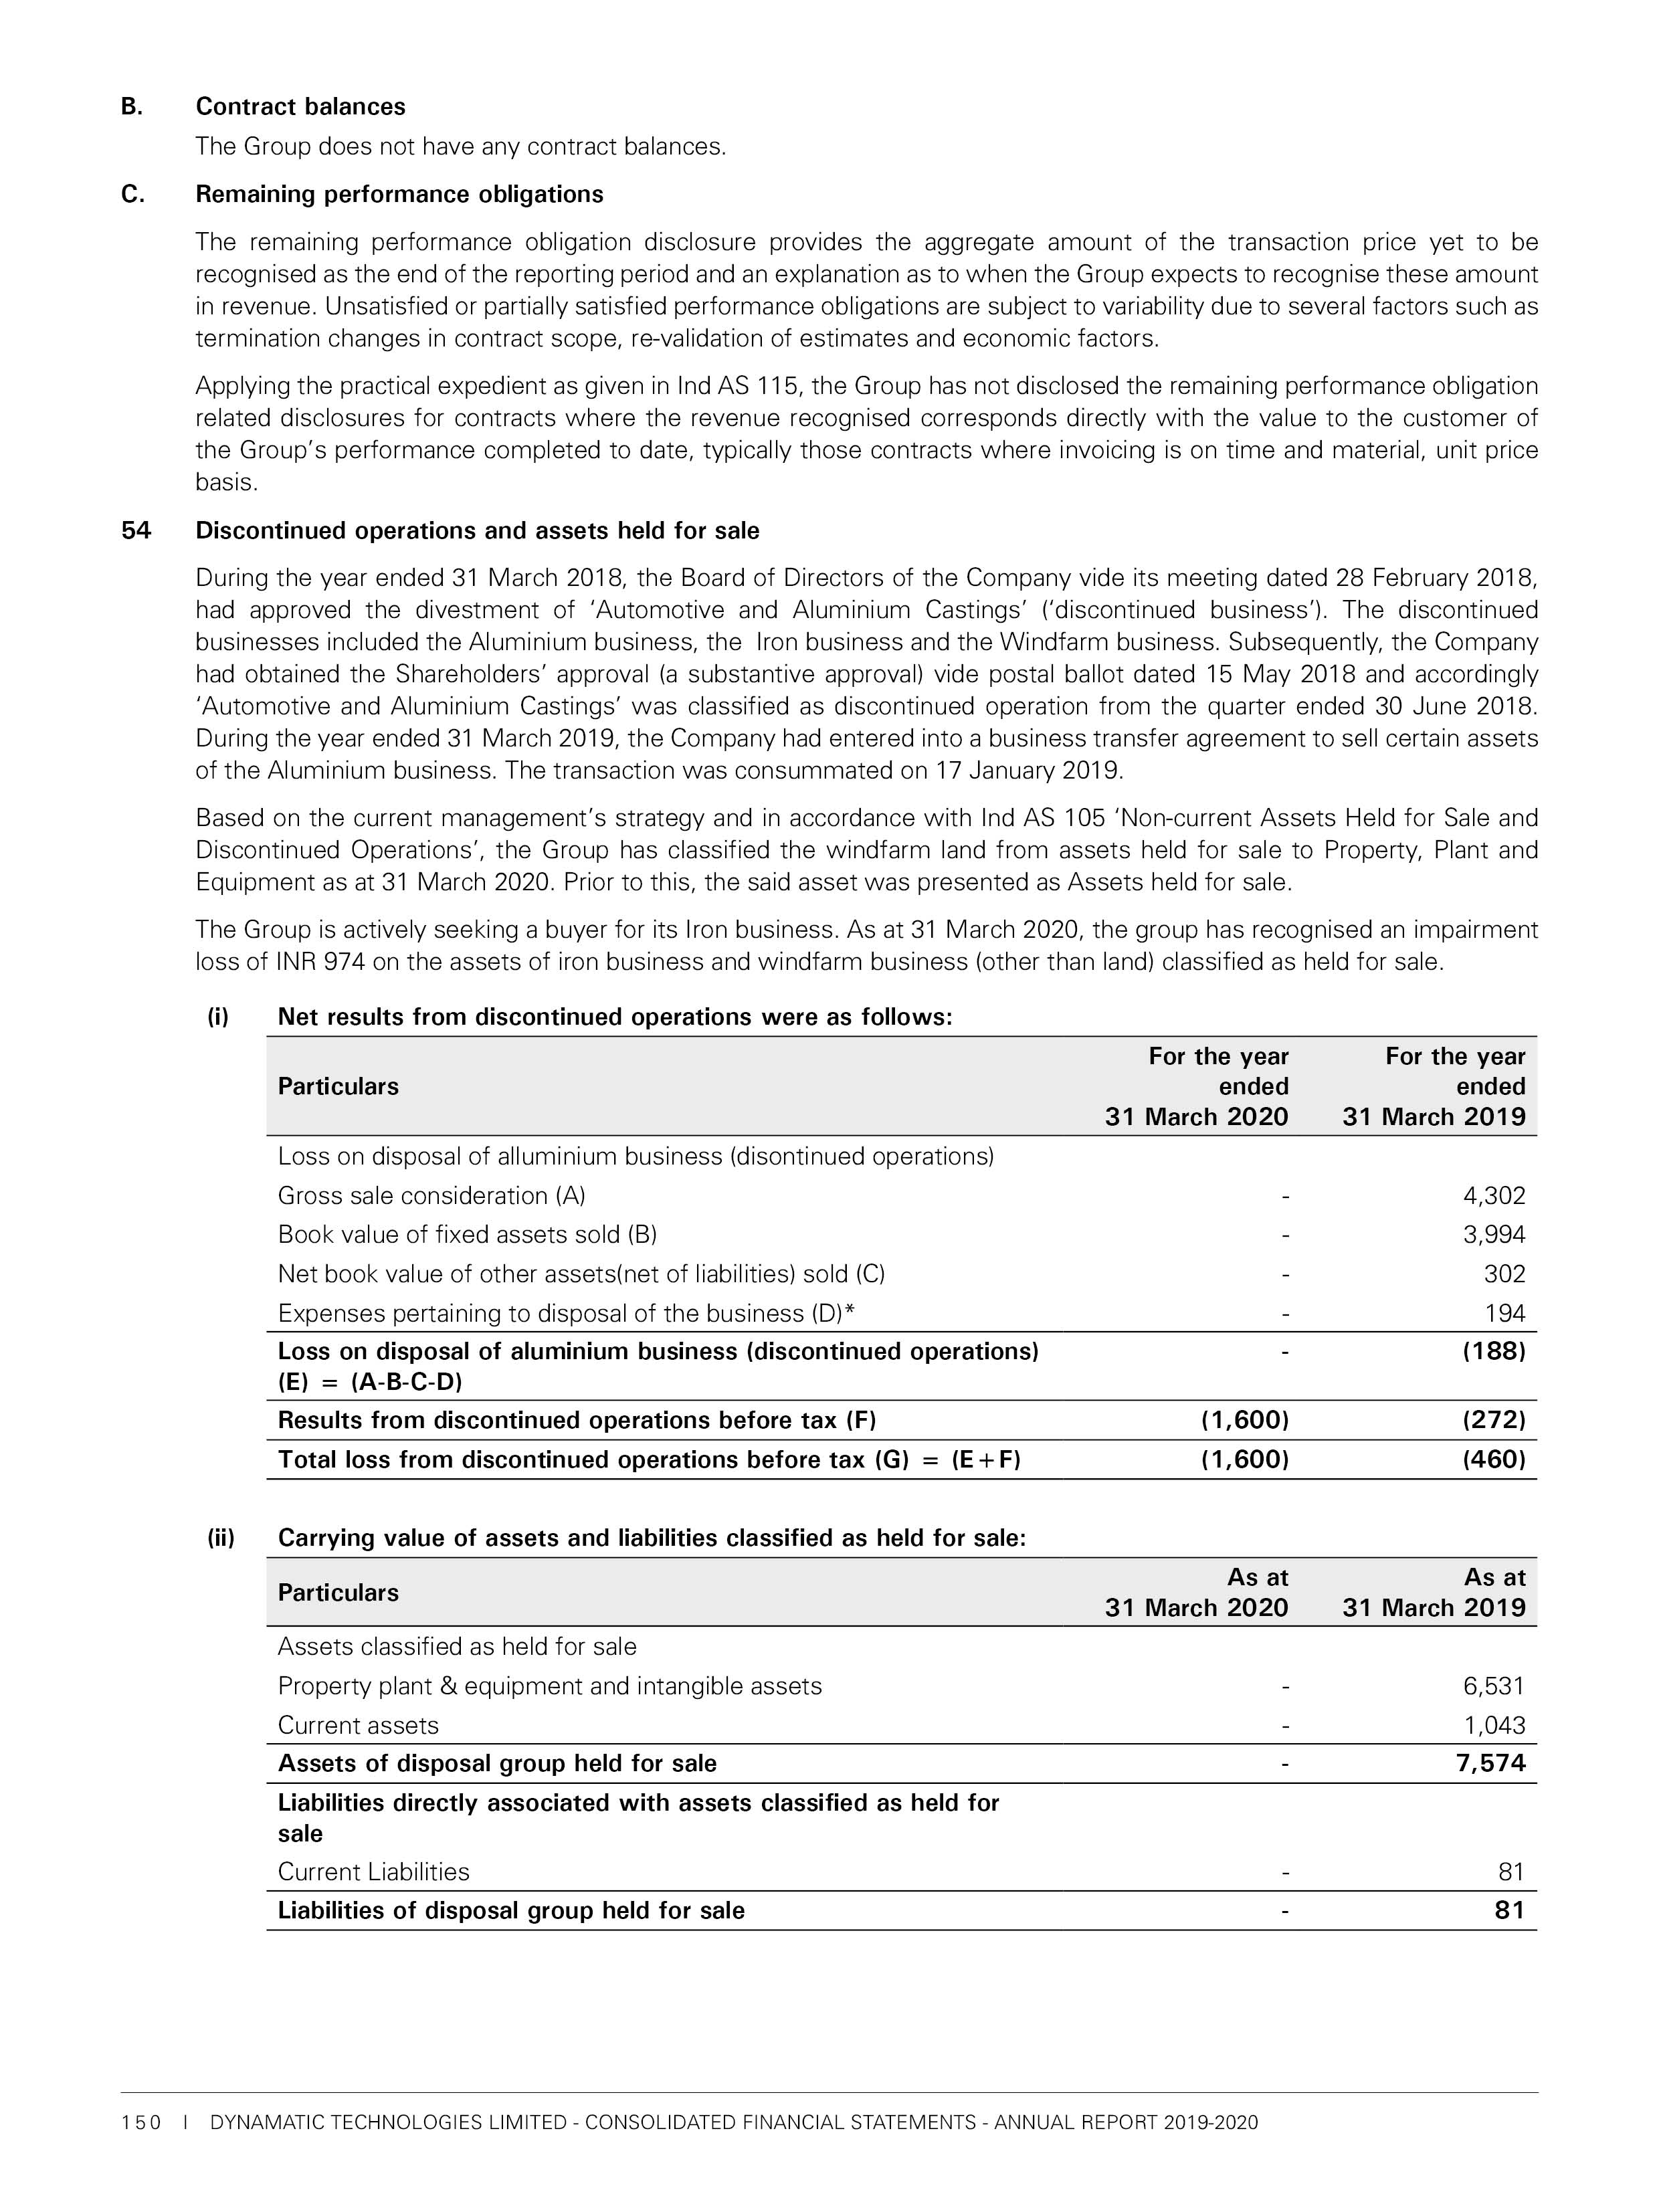 B. Contract balances
The Group does not have any contract balances.
C. Remaining performance obligations
The remaining performance obligation disclosure provides the aggregate amount of the transaction price yet to be
recognised as the end of the reporting period and an explanation as to when the Group expects to recognise these amount
in revenue. Unsatisfied or partially satisfied performance obligations are subject to variability due to several factors such as
termination changes in contract scope, re-validation of estimates and economic factors.
Applying the practical expedient as given in Ind AS 115, the Group has not disclosed the remaining performance obligation
related disclosures for contracts where the revenue recognised corresponds directly with the value to the customer of
the Group's performance completed to date, typically those contracts where invoicing is on time and material, unit price
basis.
54 Discontinued operations and assets held for sale
During the year ended 31 March 2018, the Board of Directors of the Company vide its meeting dated 28 February 2018,
had approved the divestment of 'Automotive and Aluminium Castings' ('discontinued business'). The discontinued
businesses included the Aluminium business, the Iron business and the Windfarm business. Subsequently, the Company
had obtained the Shareholders' approval (a substantive approval) vide postal ballot dated 15 May 2018 and accordingly
'Automotive and Aluminium Castings' was classified as discontinued operation from the quarter ended 30 June 2018.
During the year ended 31 March 2019, the Company had entered into a business transfer agreement to sell certain assets
of the Aluminium business. The transaction was consummated on 17 January 2019.
Based on the current management's strategy and in accordance with Ind AS 105 'Non-current Assets Held for Sale and
Discontinued Operations', the Group has classified the windfarm land from assets held for sale to Property, Plant and
Equipment as at 31 March 2020. Prior to this, the said asset was presented as Assets held for sale.
The Group is actively seeking a buyer for its Iron business. As at 31 March 2020, the group has recognised an impairment
loss of INR 974 on the assets of iron business and windfarm business (other than land) classified as held for sale.
(i) Net results from discontinued operations were as follows:
For the year For the year
Particulars ended ended
31 March 2020 31 March 2019
Loss on disposal of alluminium business (disontinued operations)
Gross sale consideration (A) - 4,302
Book value of fixed assets sold (B) - 3,994
Net book value of other assets(net of liabilities) sold (C) - 302
Expenses pertaining to disposal of the business (D)* - 194
Loss on disposal of aluminium business (discontinued operations) - (188)
(E) = (A-B-C-D)
Results from discontinued operations before tax (F) (1,600) (272)
Total loss from discontinued operations before tax (G) = (E+F) (1,600) (460)
(ii) Carrying value of assets and liabilities classified as held for sale:
Particulars As at As at
31 March 2020 31 March 2019
Assets classified as held for sale
Property plant & equipment and intangible assets - 6,531
Current assets - 1,043
Assets of disposal group held for sale - 7,574
Liabilities directly associated with assets classified as held for
sale
Current Liabilities - 81
Liabilities of disposal group held for sale - 81
150 I DYNAMATIC TECHNOLOGIES LIMITED - CONSOLIDATED FINANCIAL STATEMENTS - ANNUAL REPORT 2019-2020